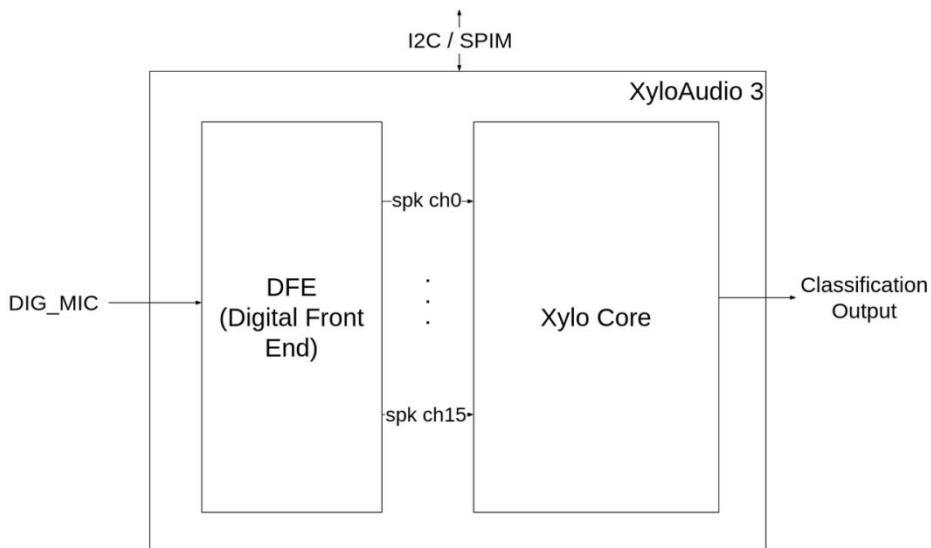 I2C / SPIM
XyloAudio 3
spk ch0
DFE
(Digital Front
End)
DIG_MIC
Xylo Core
Classification
Output
spk ch15